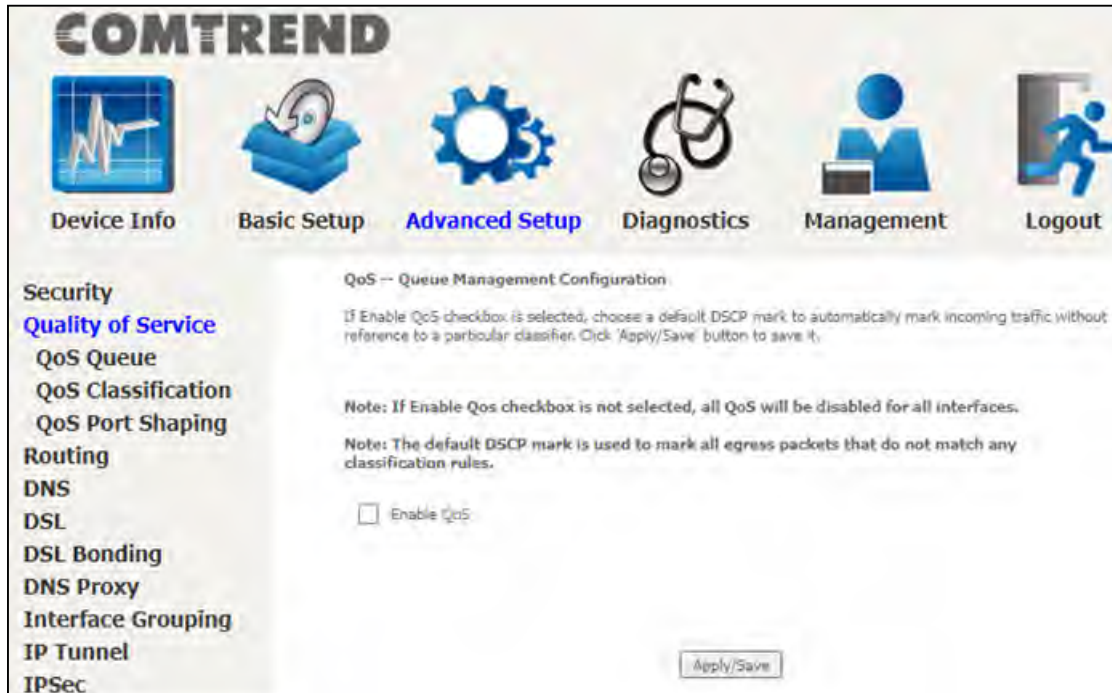 COMTREND
Device Info
Basic Setup
Advanced Setup
Diagnostics
Management
Logout
Security
Quality of Service
QoS Queue
QoS Classification
QoS Port Shaping
Routing
DNS
DSL
DSL Bonding
DNS Proxy
Interface Grouping
IP Tunnel
IPSec
QoS -- Queue Management Configuration
If Enable QoS checkbox is selected, choose a default DSCP mark to automatically mark incoming traffic without
reference to a particular classifier. Click 'Apply/Save' button to save it.
Note: If Enable Qos checkbox is not selected, all QoS will be disabled for all interfaces.
Note: The default DSCP mark is used to mark all egress packets that do not match any
classification rules.
Enable QoS
Apply/Save